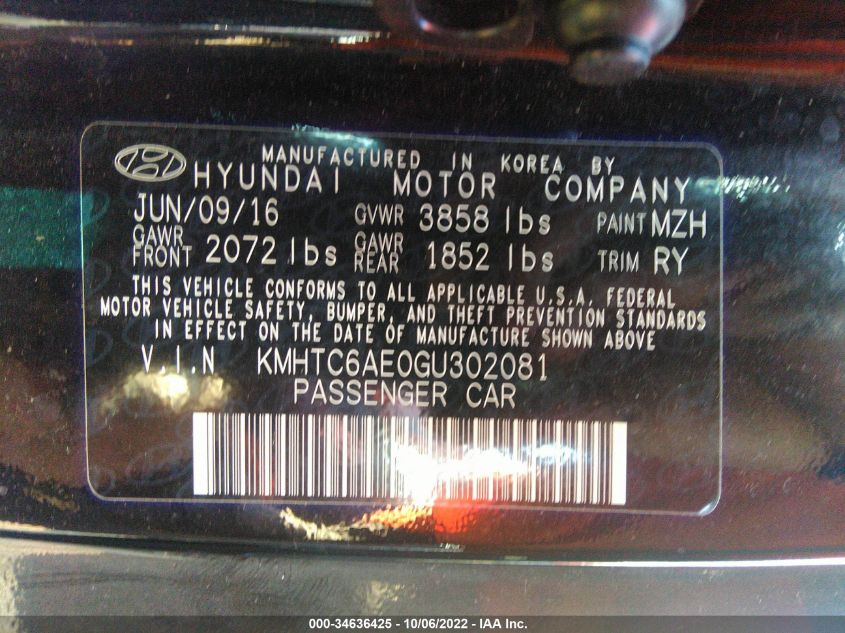 MANUFACTURED IN KOREA BY
HYUNDAI MOTOR COMPANY
JUN/09/16 GVWR 3858 lbs PAINT MZH
GAWR FRONT 2072 lbs GAWR REAR 1852 lbs TRIM RY
THIS VEHICLE CONFORMS TO ALL APPLICABLE U.S.A. FEDERAL
MOTOR VEHICLE SAFETY, BUMPER, AND THEFT PREVENTION STANDARDS
IN EFFECT ON THE DATE OF MANUFACTURE SHOWN ABOVE
V.I.N KMHTC6AE0GU302081
PASSENGER CAR
000-34636425 - 10/06/2022 - IAA Inc.